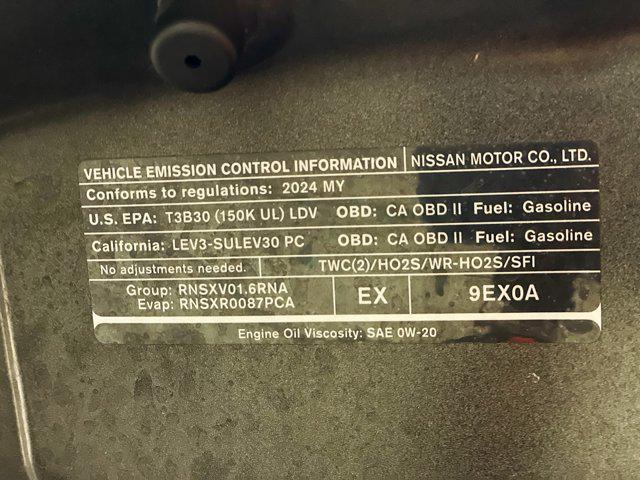 VEHICLE EMISSION CONTROL INFORMATION NISSAN MOTOR CO., LTD.
Conforms to regulations: 2024 MY
U.S. EPA: T3B30 (150K UL) LDV OBD: CA OBD II Fuel: Gasoline
California: LEV3-SULEV30 PC OBD: CA OBD II Fuel: Gasoline
No adjustments needed. TWC(2)/HO2S/WR-HO2S/SFI
Group: RNSXV01.6RNA
Evap: RNSXR0087PCA
EX 9EX0A
Engine Oil Viscosity: SAE 0W-20